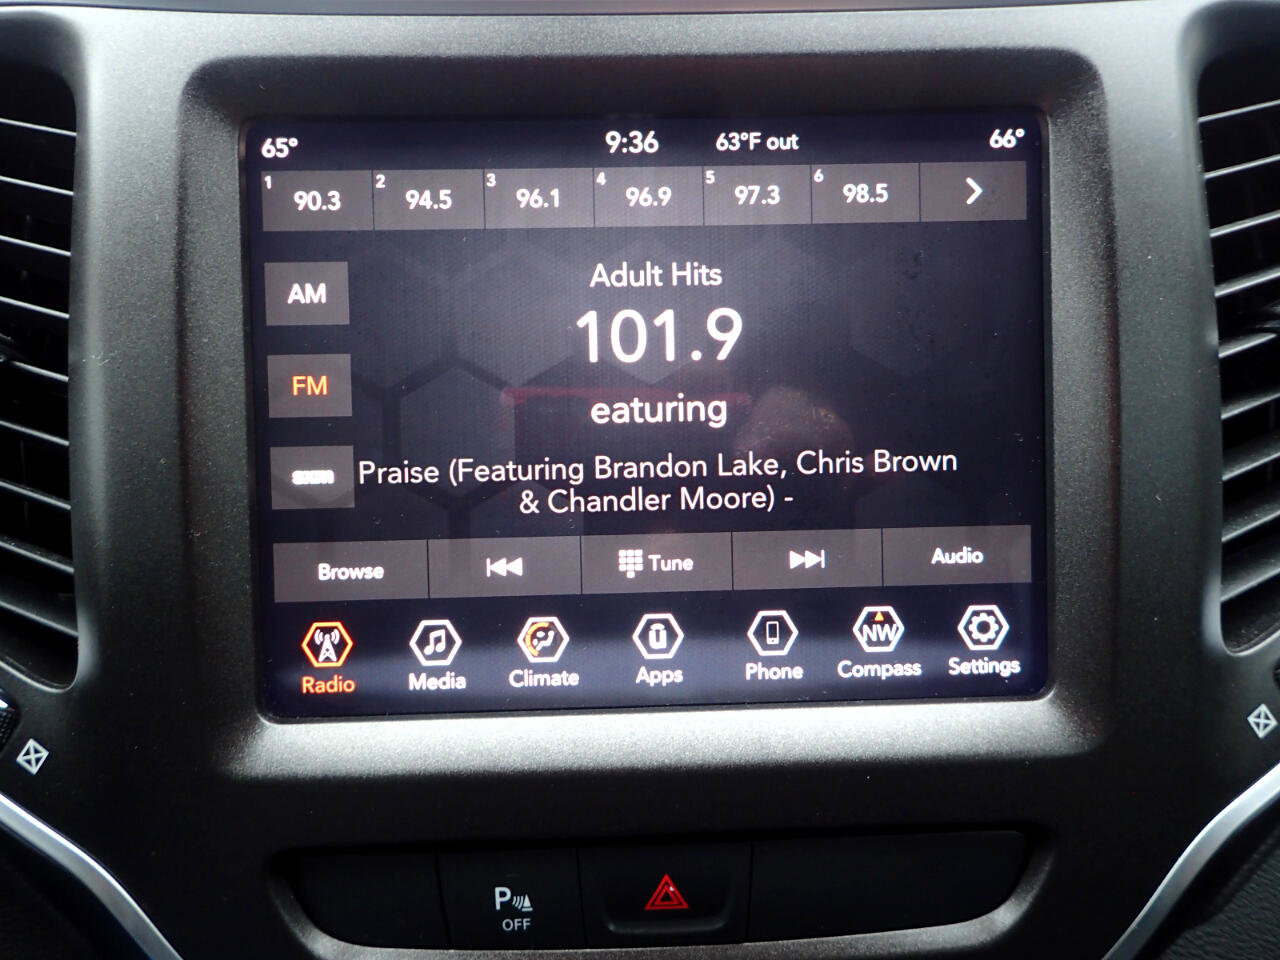 65° 9:36 63°F out 66°
1 90.3 2 94.5 3 96.1 4 96.9 5 97.3 6 98.5
Adult Hits
AM
101.9
FM
eaturing
Praise (Featuring Brandon Lake, Chris Brown
& Chandler Moore) -
Browse Tune Audio
NW
Radio Media Climate Apps Phone Compass Settings
P
OFF